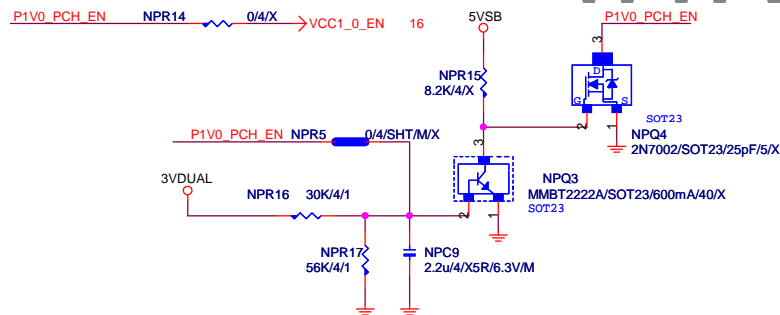 P1V0_PCH_EN NPR14 0/4/X VCC1_0_EN 16
5VSB
P1V0_PCH_EN
3
D
G
S
2
1
SOT23
NPQ4
2N7002/SOT23/25pF/5/X
NPR15
8.2K/4/X
P1V0_PCH_EN NPR5 0/4/SHT/M/X
3
NPQ3
MMBT2222A/SOT23/600mA/40/X
SOT23
2
1
3VDUAL
NPR16 30K/4/1
NPR17
56K/4/1
NPC9
2.2u/4/X5R/6.3V/M